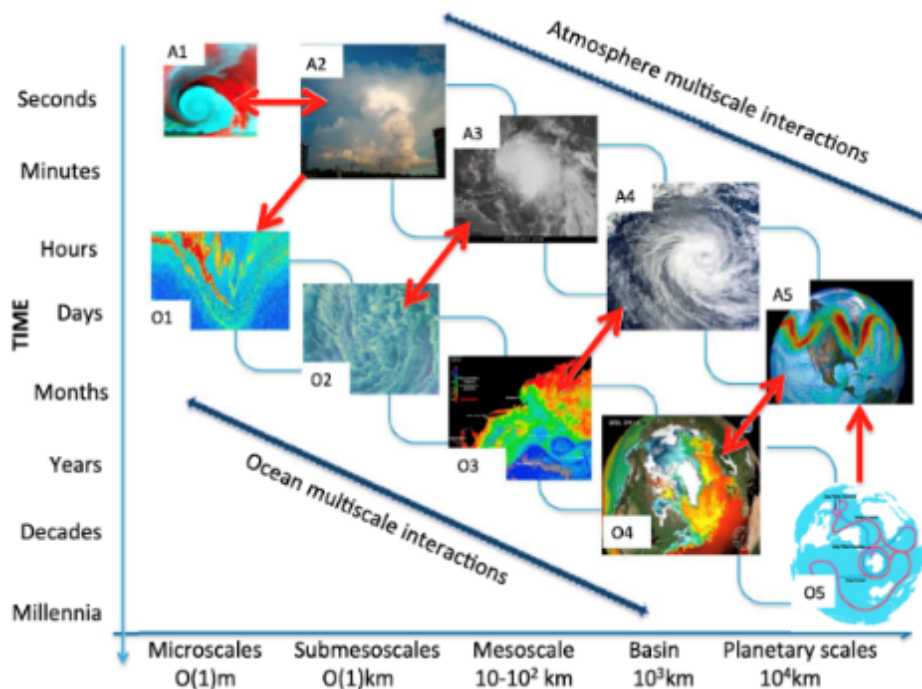 A1
A2
Atmosphere multiscale interactions
Seconds
A3
Minutes
A4
Hours
A5
TIME
Days
O1
O2
Months
O3
Years
Ocean multiscale interactions
O4
Decades
O5
Millennia
Microscales
O(1)m
Submesoscales
O(1)km
Mesoscale
10-10² km
Basin
10³km
Planetary scales
10⁴km